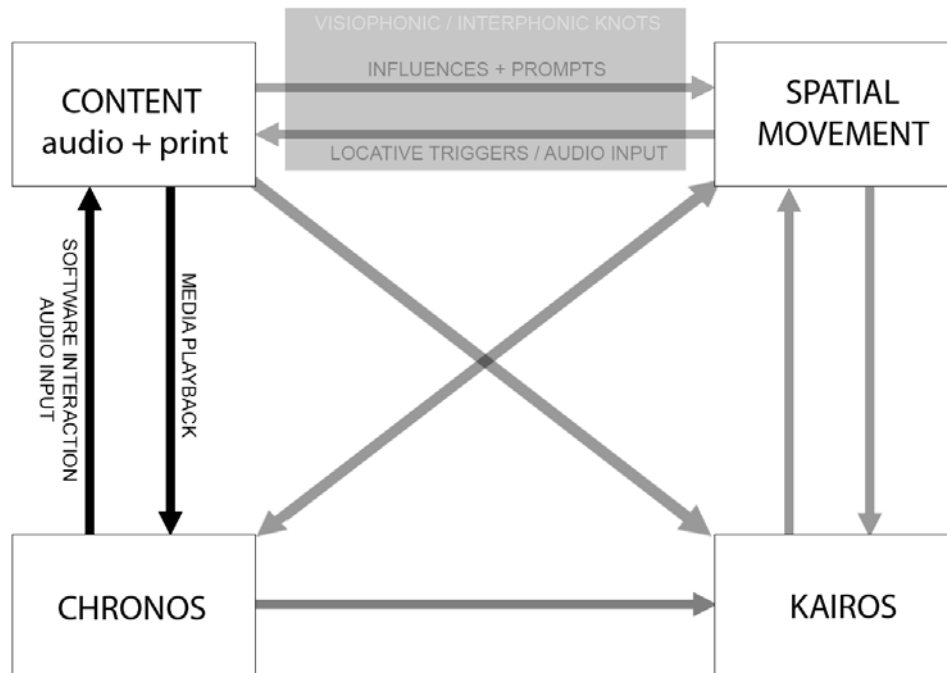 VISIOPHONIC / INTERPHONIC KNOTS
INFLUENCES + PROMPTS
LOCATIVE TRIGGERS / AUDIO INPUT
CONTENT
audio + print
SPATIAL
MOVEMENT
SOFTWARE INTERACTION
AUDIO INPUT
MEDIA PLAYBACK
CHRONOS
KAIROS